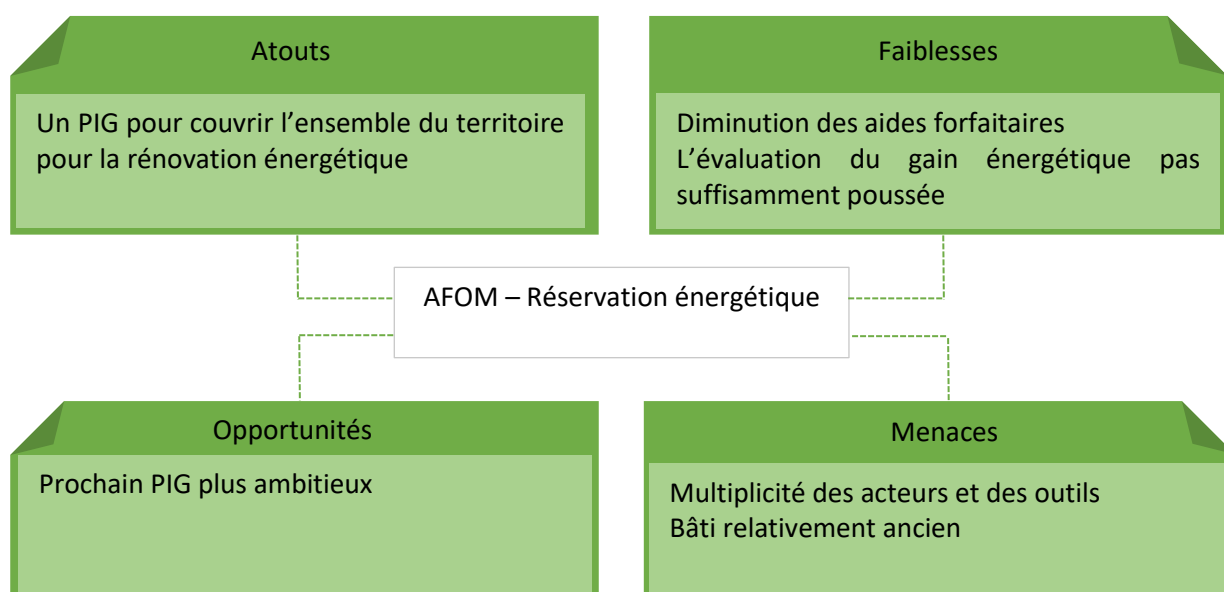 Atouts
Un PIG pour couvrir l’ensemble du territoire
pour la rénovation énergétique
Faiblesses
Diminution des aides forfaitaires
L’évaluation du gain énergétique pas
suffisamment poussée
AFOM – Réservation énergétique
Opportunités
Prochain PIG plus ambitieux
Menaces
Multiplicité des acteurs et des outils
Bâti relativement ancien